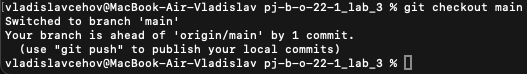 [vladislavcehov@MacBook-Air-Vladislav pj-b-o-22-1_lab_3 % git checkout main
Switched to branch 'main'
Your branch is ahead of 'origin/main' by 1 commit.
  (use "git push" to publish your local commits)
vladislavcehov@MacBook-Air-Vladislav pj-b-o-22-1_lab_3 %